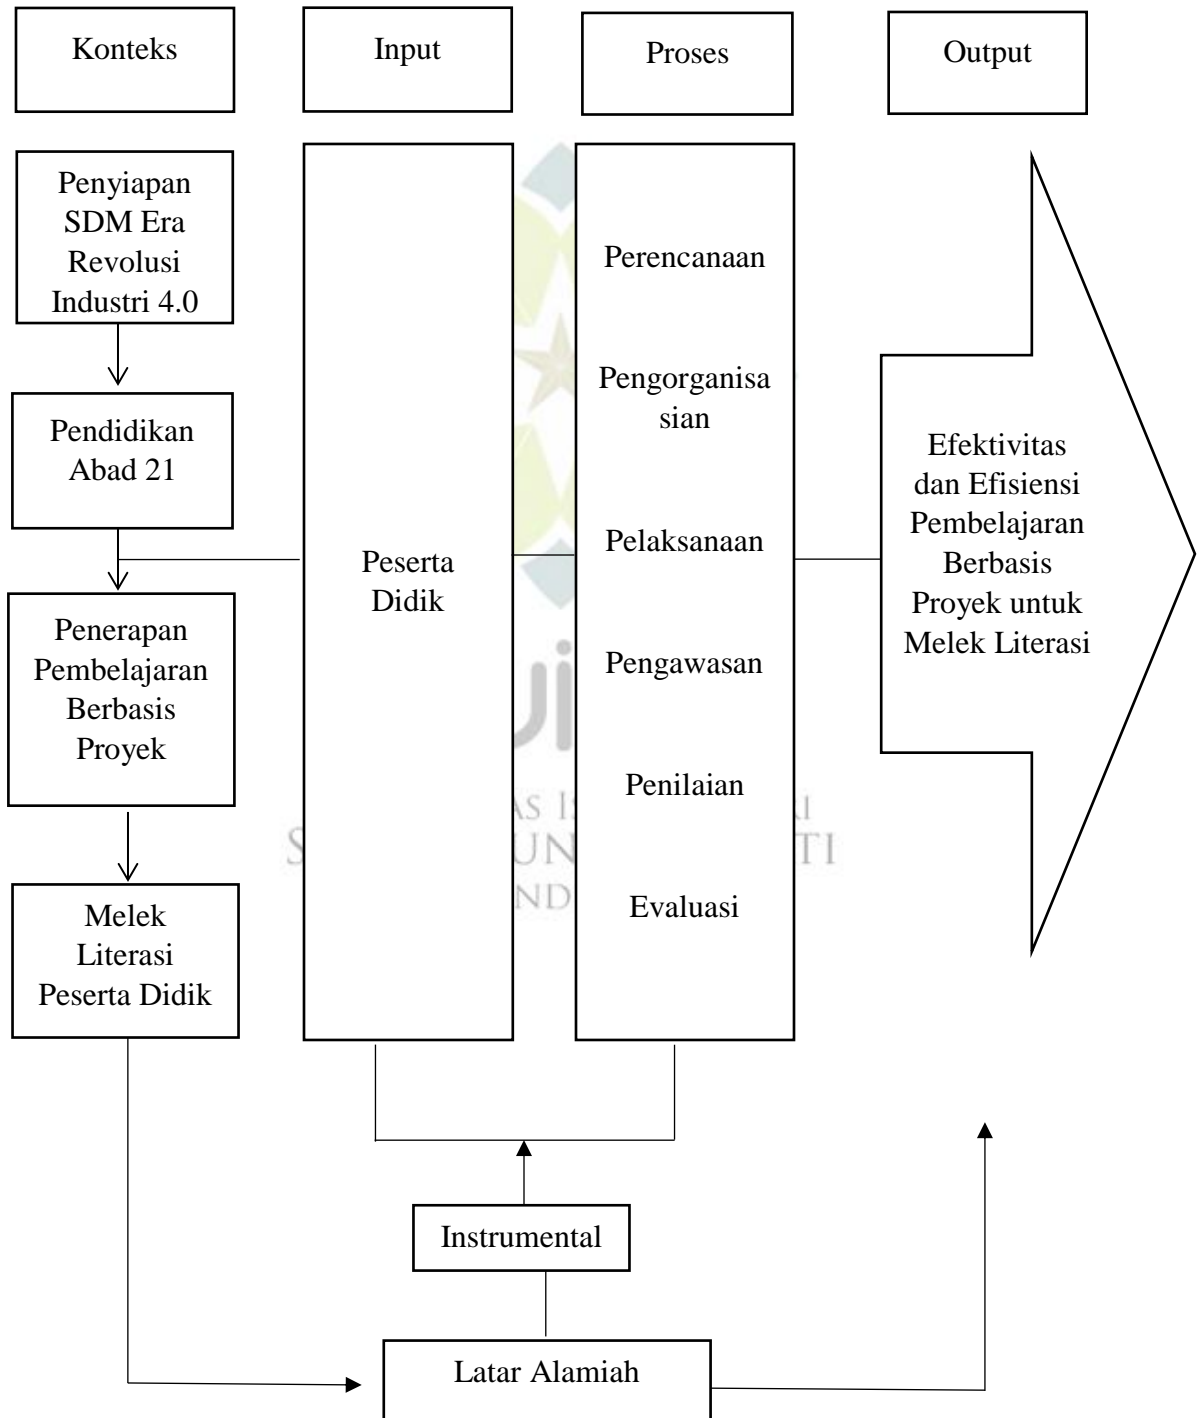 Konteks
Input
Proses
Output
Penyiapan
SDM Era
Revolusi
Industri 4.0
Pendidikan
Abad 21
Penerapan
Pembelajaran
Berbasis
Proyek
Melek
Literasi
Peserta Didik
Peserta
Didik
Perencanaan
Pengorganisa
sian
Pelaksanaan
Pengawasan
Penilaian
Evaluasi
Efektivitas
dan Efisiensi
Pembelajaran
Berbasis
Proyek untuk
Melek Literasi
Instrumental
Latar Alamiah